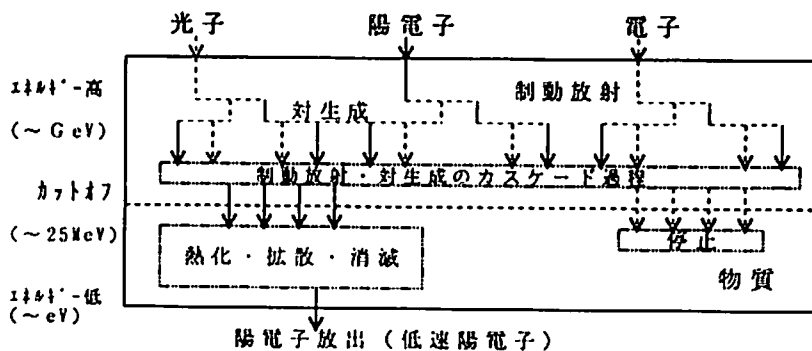 光子
陽電子
電子
エネルギー高
制動放射
対生成
(～GeV)
制動放射・対生成のカスケード過程
カットオフ
(～25MeV)
停止
熱化・拡散・消滅
物質
エネルギー低
(～eV)
陽電子放出(低速陽電子)